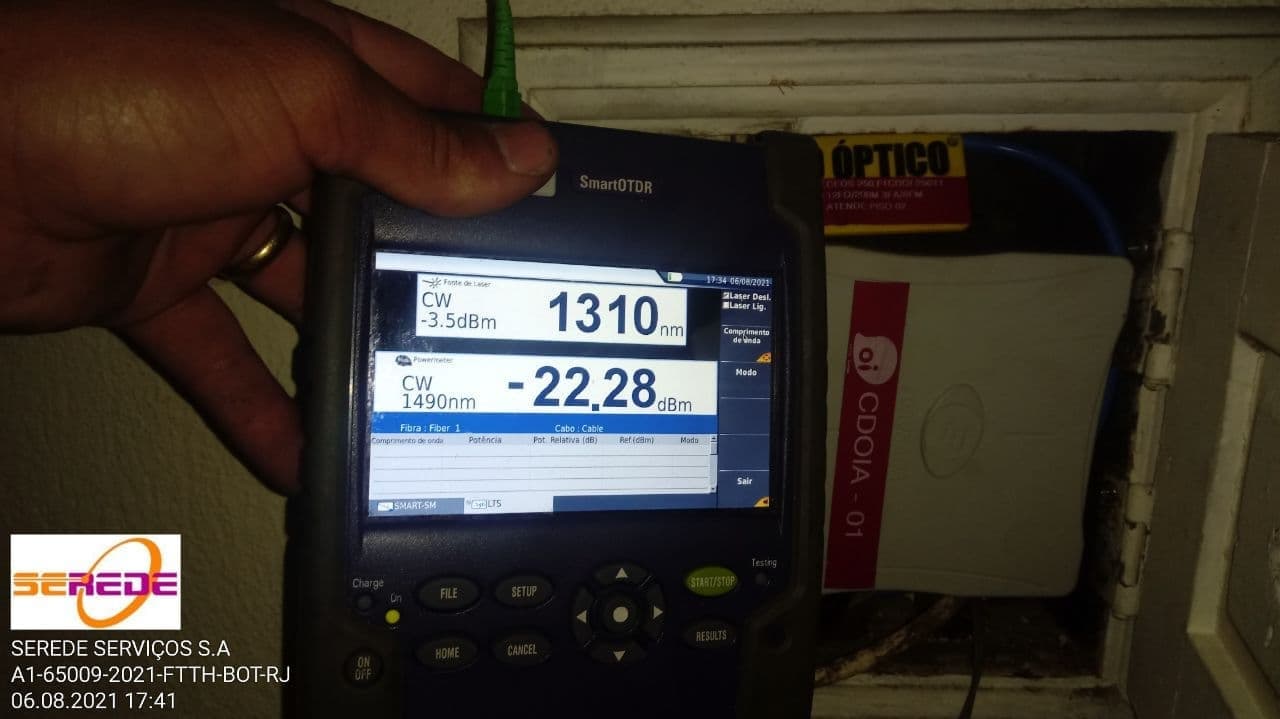 SmartOTDR
17:34 06/08/2021
Fonte de Laser
CW
-3.5dBm
1310nm
Laser Desl.
Laser Lig.
Comprimento
de onda
Powermeter
CW
1490nm
-22.28dBm
Modo
Fibra : Fiber 1
Cabo : Cable
Comprimento de onda
Potência
Pot. Relativa (dB)
Ref.(dBm)
Modo
Sair
SMART-SM
LTS
Charge
On
Testing
FILE
SETUP
START/STOP
HOME
CANCEL
RESULTS
ON
OFF
ÓPTICO
ATENDE PISO 02
oi
CDOIA - 01
SEREDE
SEREDE SERVIÇOS S.A
A1-65009-2021-FTTH-BOT-RJ
06.08.2021 17:41